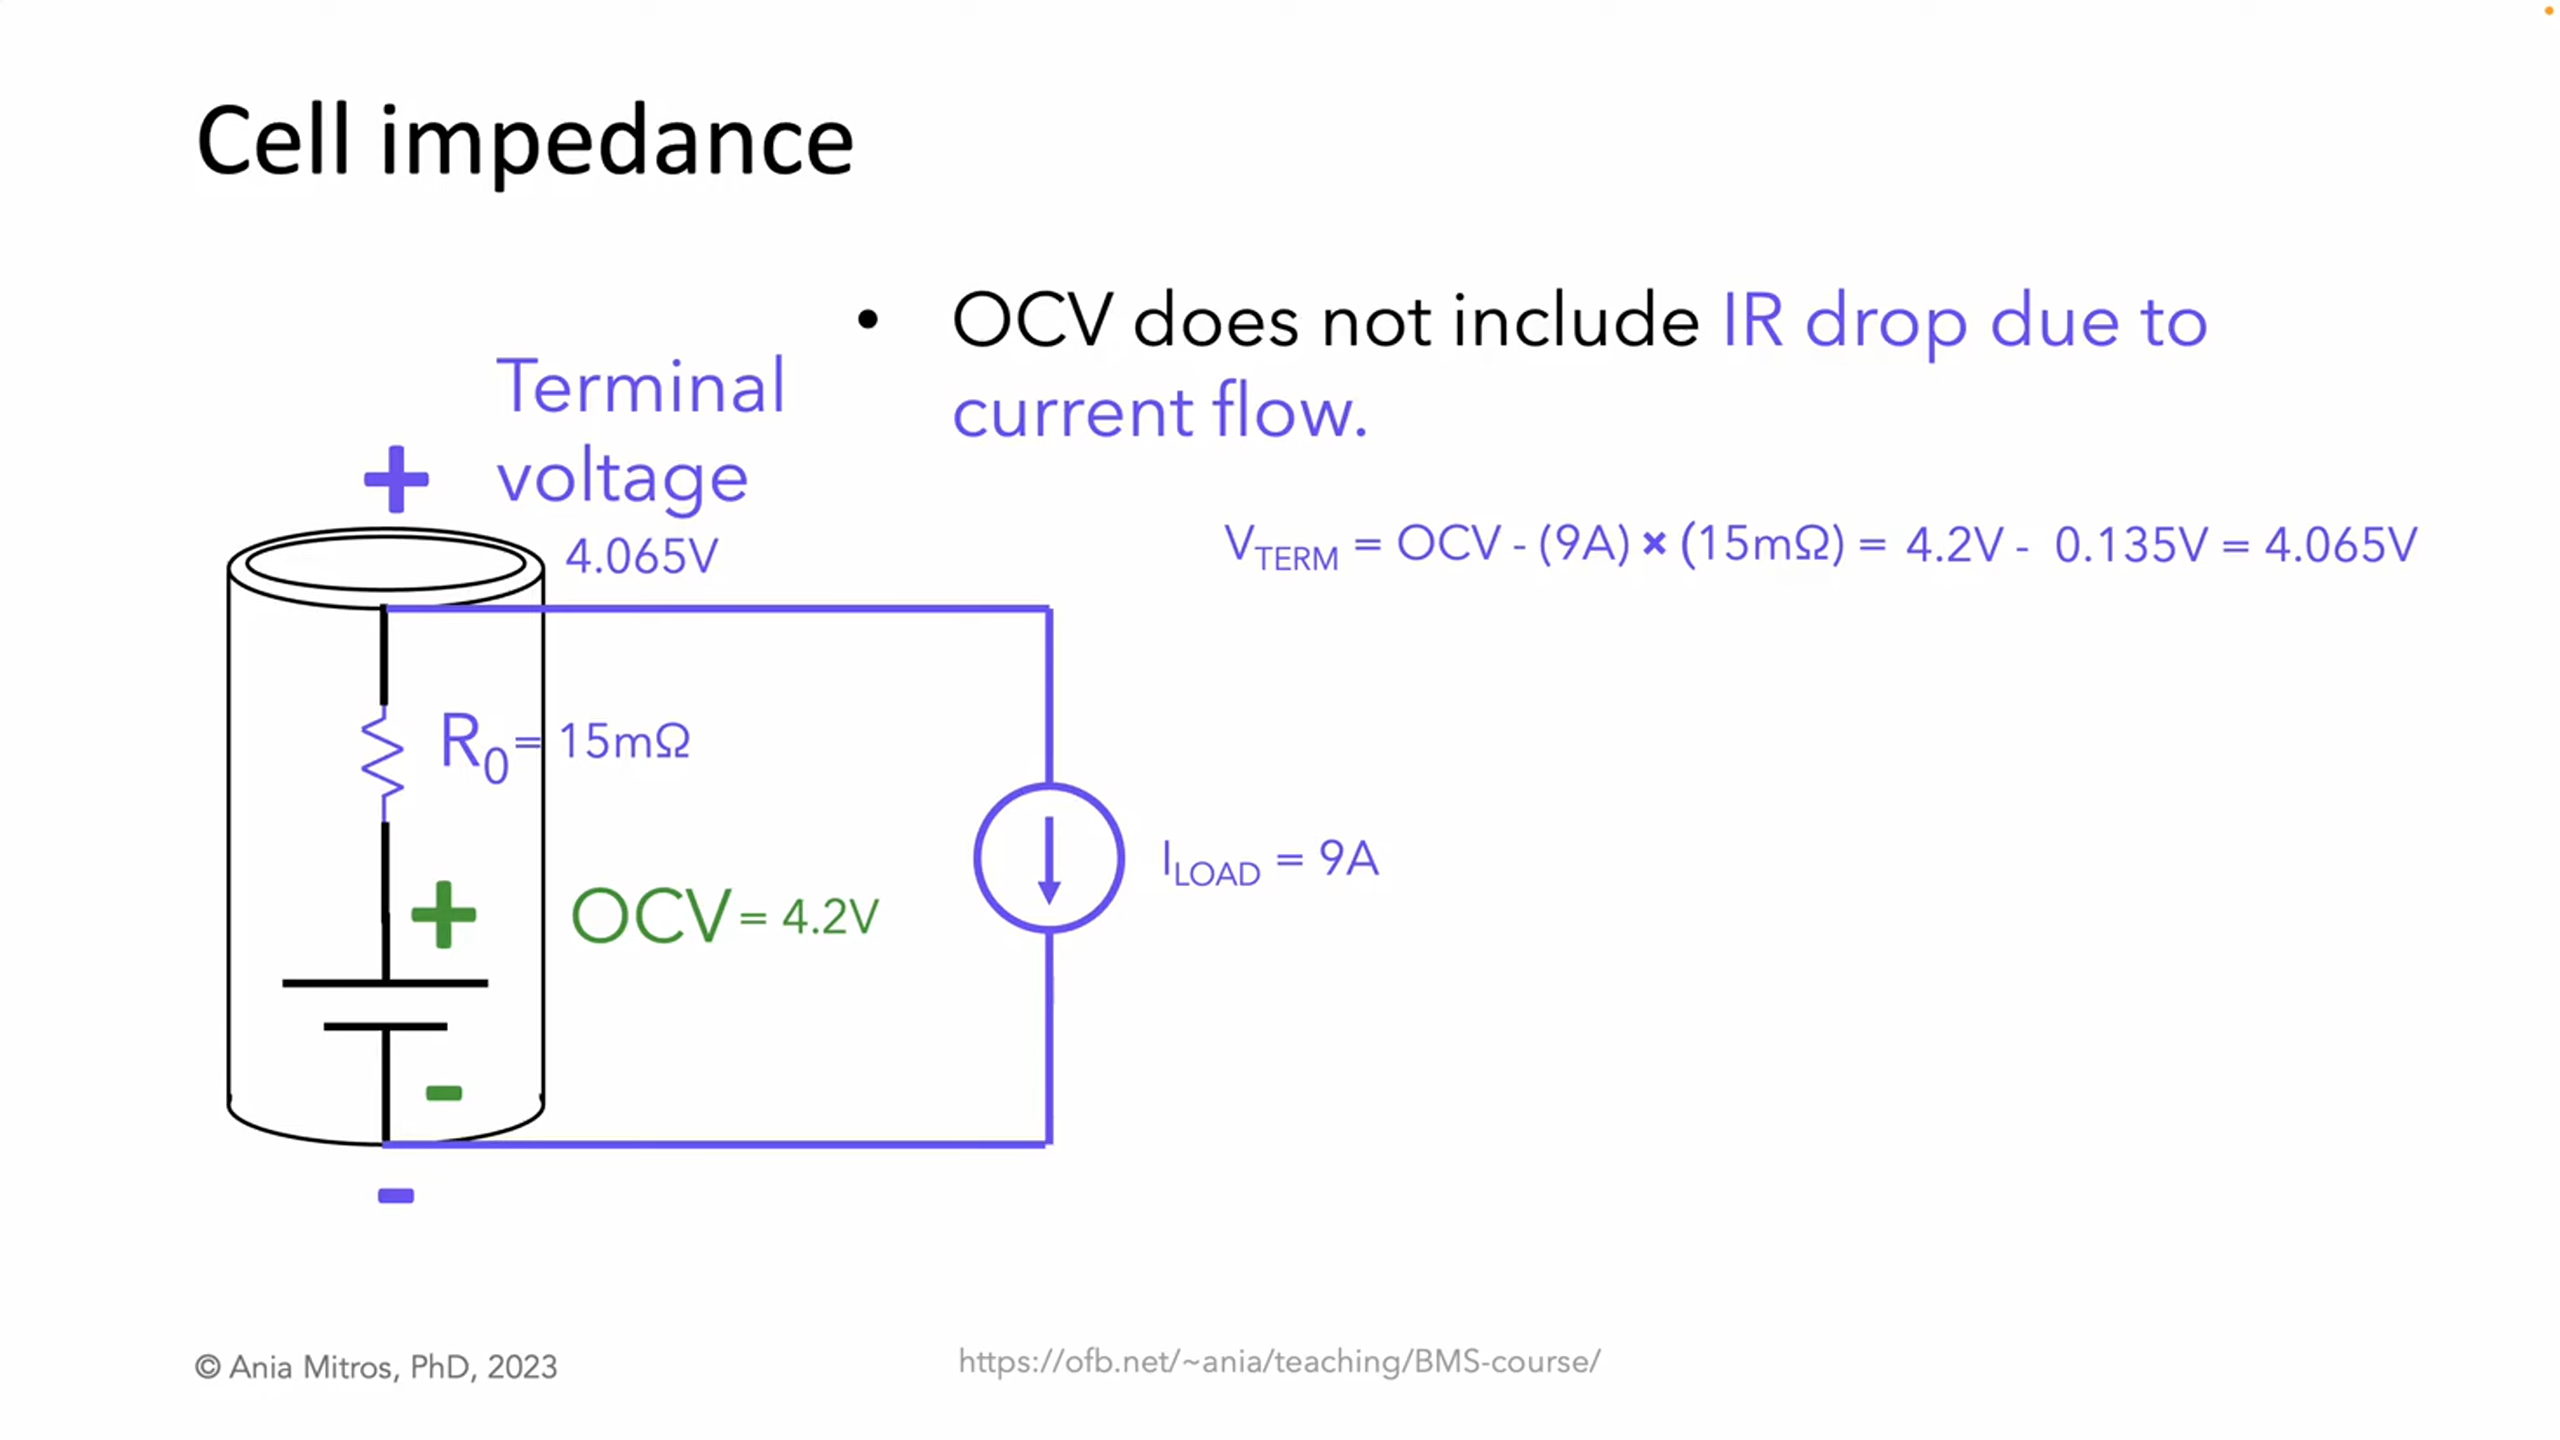 Cell impedance
• OCV does not include IR drop due to
current flow.
Terminal
voltage
+
4.065V
V_TERM = OCV - (9A) × (15mΩ) = 4.2V - 0.135V = 4.065V
R₀= 15mΩ
I_LOAD = 9A
+
OCV = 4.2V
-
-
© Ania Mitros, PhD, 2023
https://ofb.net/~ania/teaching/BMS-course/